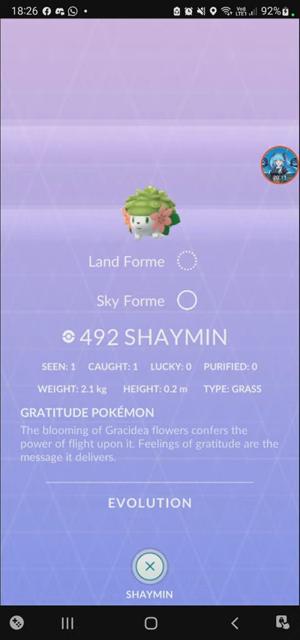 18:26
92%
Land Forme
Sky Forme
492 SHAYMIN
SEEN: 1 CAUGHT: 1 LUCKY: 0 PURIFIED: 0
WEIGHT: 2.1 kg HEIGHT: 0.2 m TYPE: GRASS
GRATITUDE POKÉMON
The blooming of Gracidea flowers confers the
power of flight upon it. Feelings of gratitude are the
message it delivers.
EVOLUTION
SHAYMIN